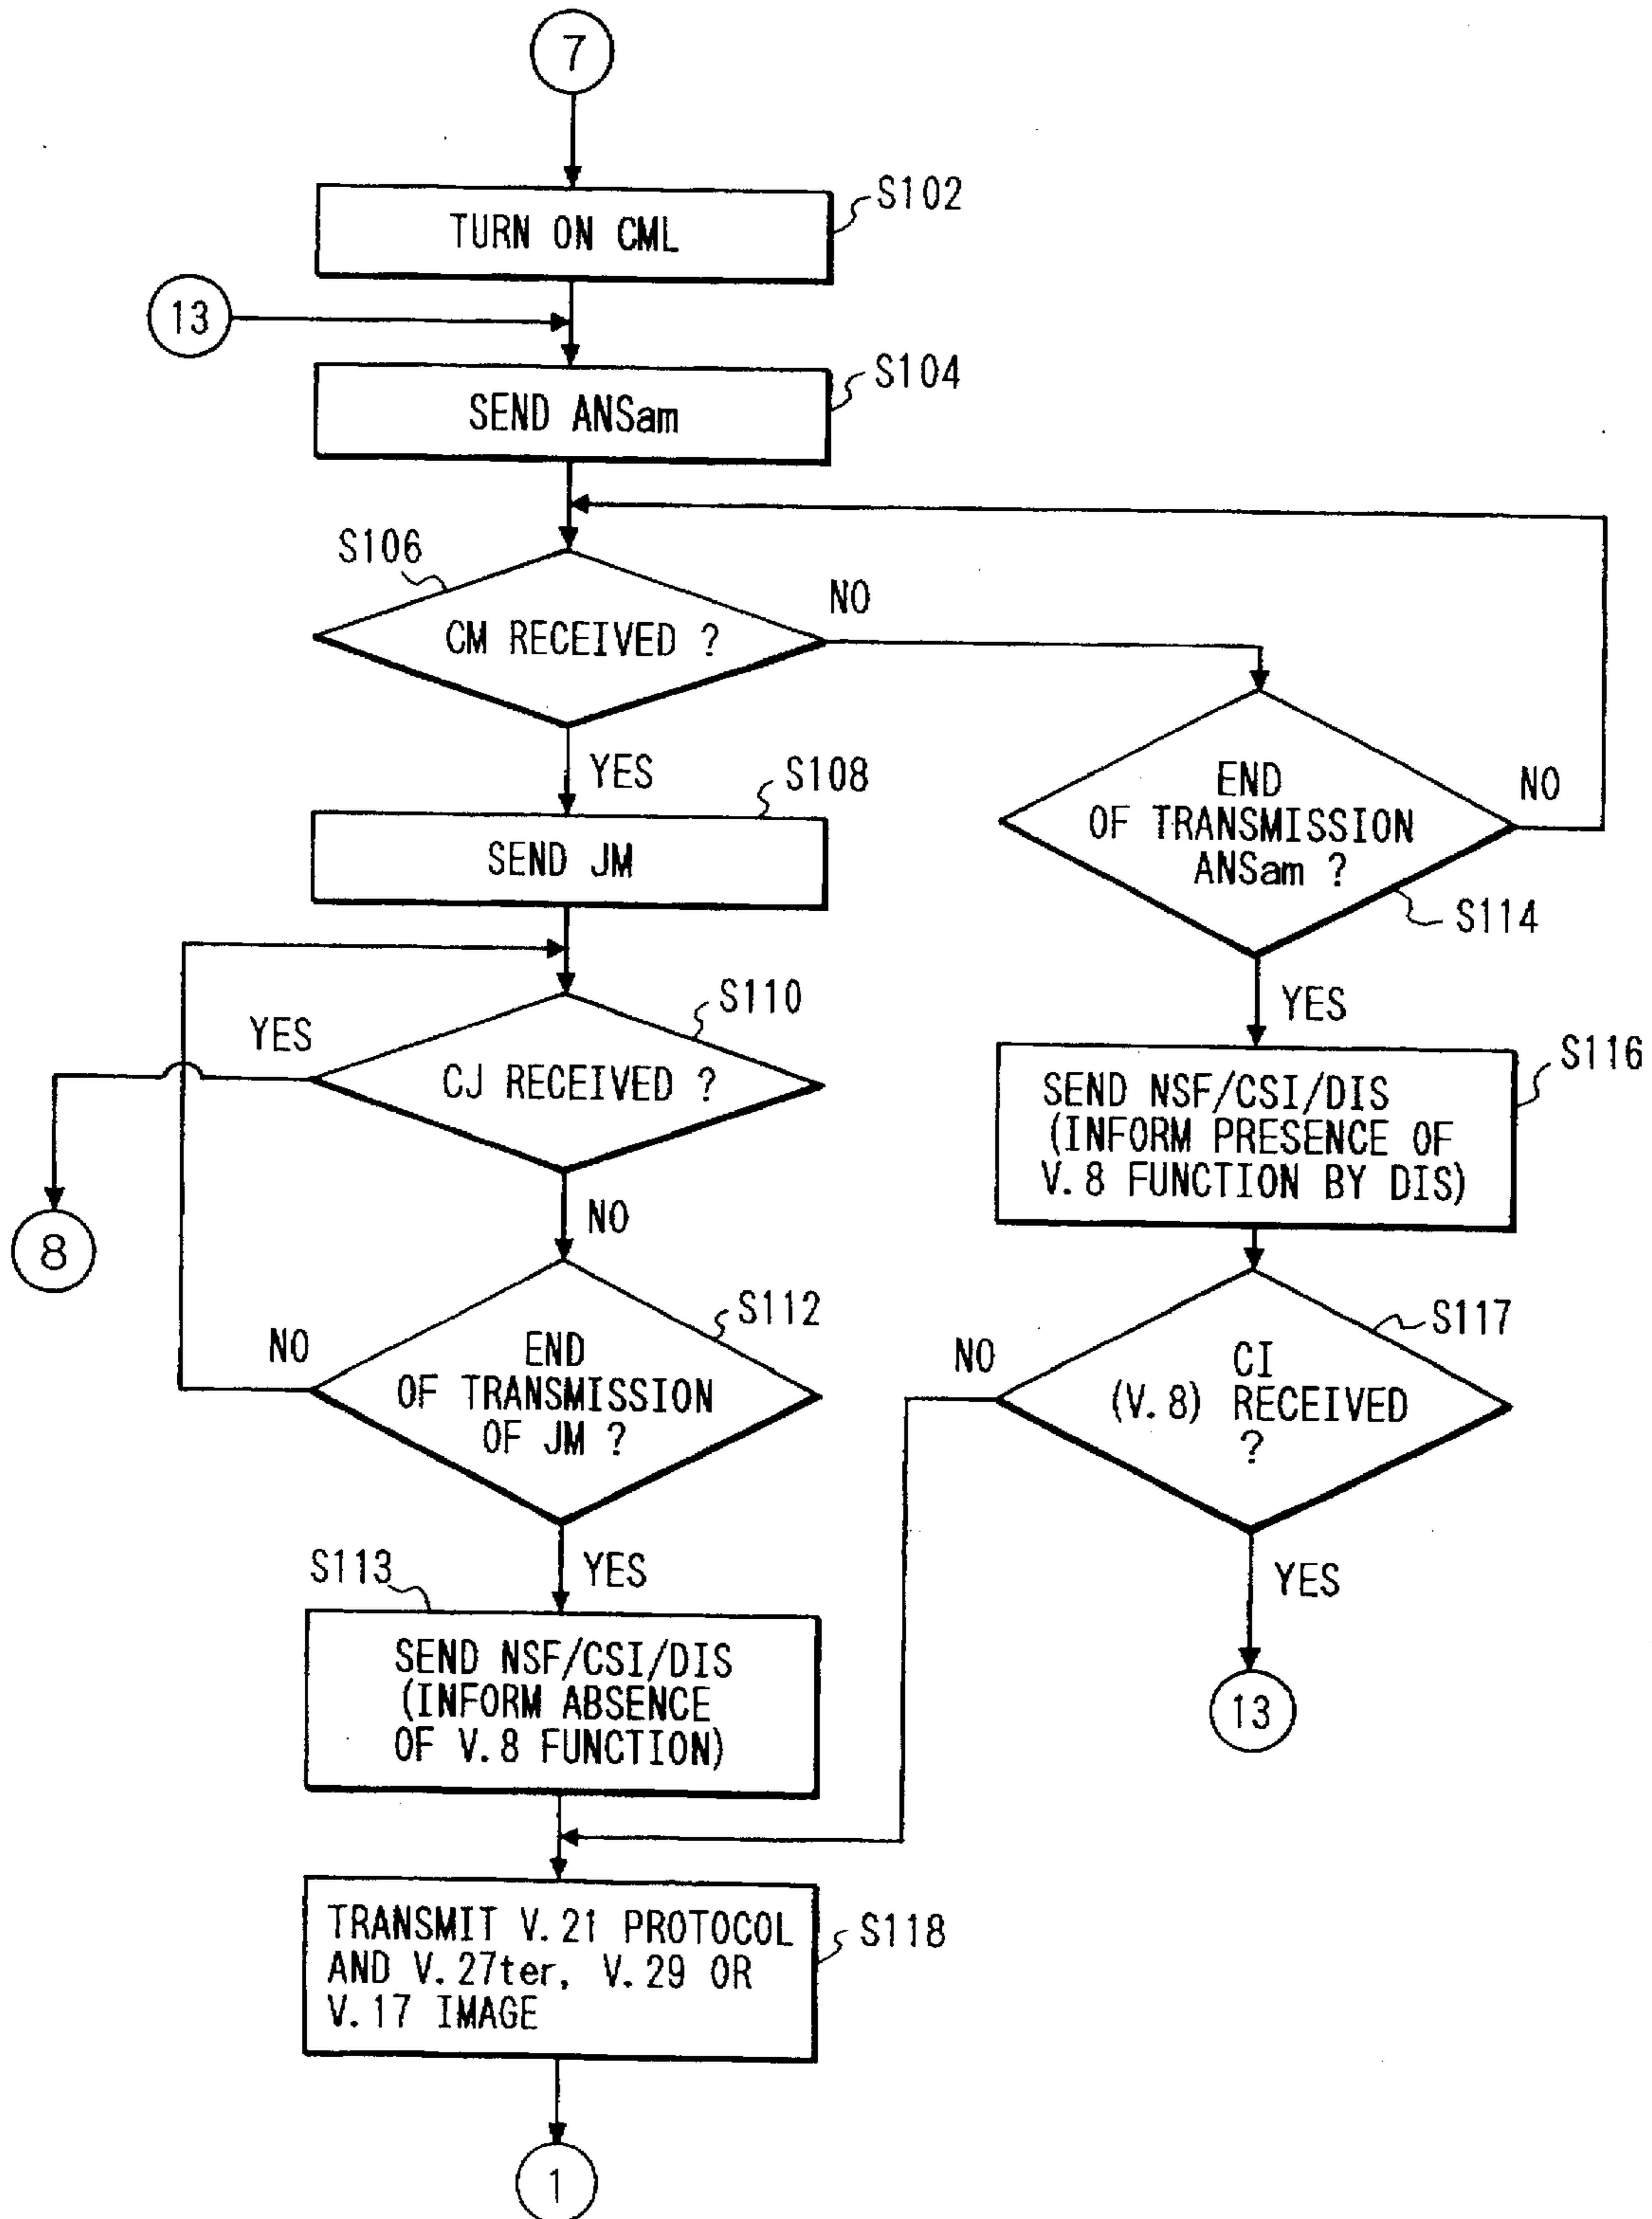 7
TURN ON CML
S102
13
SEND ANSam
S104
S106
CM RECEIVED ?
NO
YES
S108
SEND JM
END
OF TRANSMISSION
ANSam ?
NO
S114
YES
S110
CJ RECEIVED ?
YES
NO
8
SEND NSF/CSI/DIS
(INFORM PRESENCE OF
V.8 FUNCTION BY DIS)
S116
S112
END
OF TRANSMISSION
OF JM ?
NO
YES
S117
CI
(V.8) RECEIVED
?
NO
YES
13
S113
SEND NSF/CSI/DIS
(INFORM ABSENCE
OF V.8 FUNCTION)
TRANSMIT V.21 PROTOCOL
AND V.27ter, V.29 OR
V.17 IMAGE
S118
1